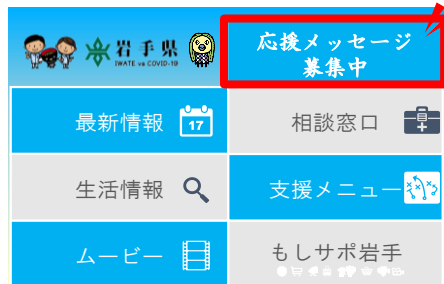 岩手県
IWATE vs COVID-19
応援メッセージ
募集中
最新情報
17
相談窓口
生活情報
支援メニュー
ムービー
もしサポ岩手